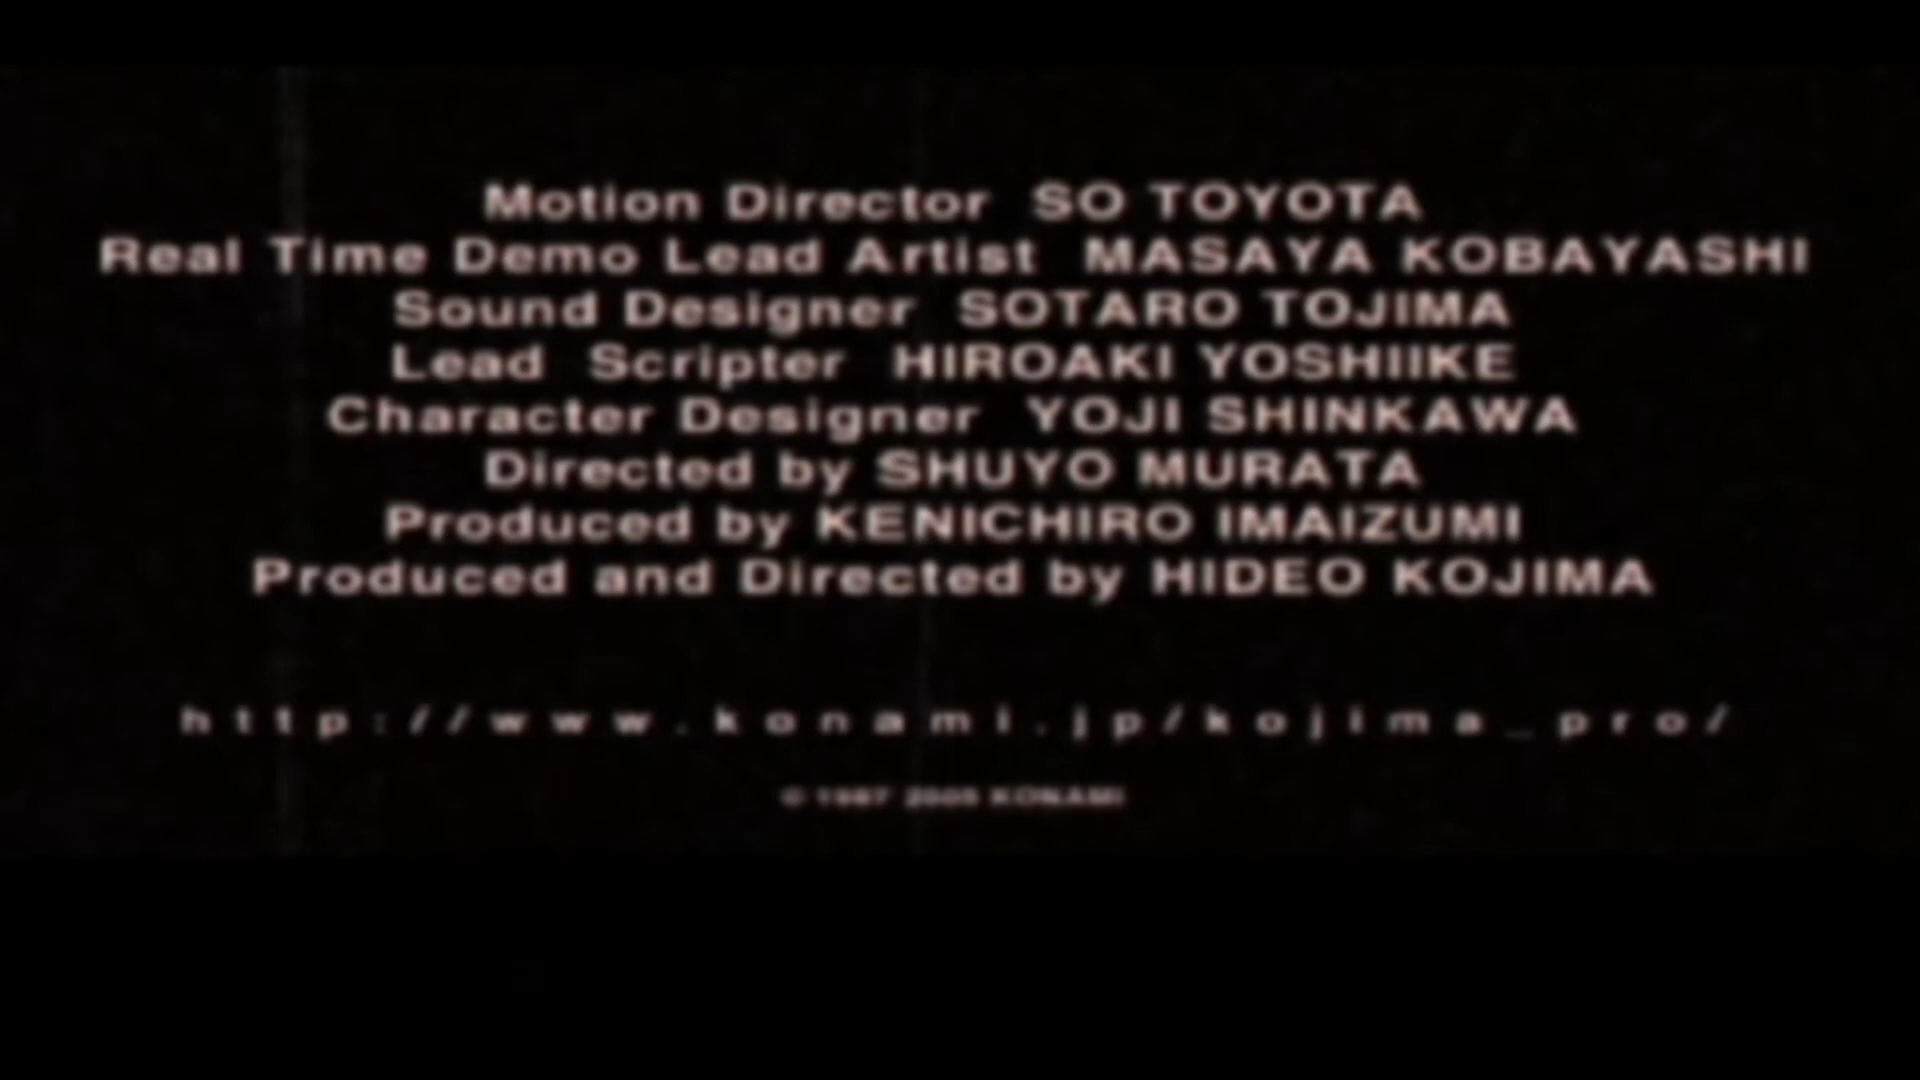 Motion Director SO TOYOTA
Real Time Demo Lead Artist MASAYA KOBAYASHI
Sound Designer SOTARO TOJIMA
Lead Scripter HIROAKI YOSHIIKE
Character Designer YOJI SHINKAWA
Directed by SHUYO MURATA
Produced by KENICHIRO IMAIZUMI
Produced and Directed by HIDEO KOJIMA
http://www.konami.jp/kojima_pro/
© 1987 2005 KONAMI